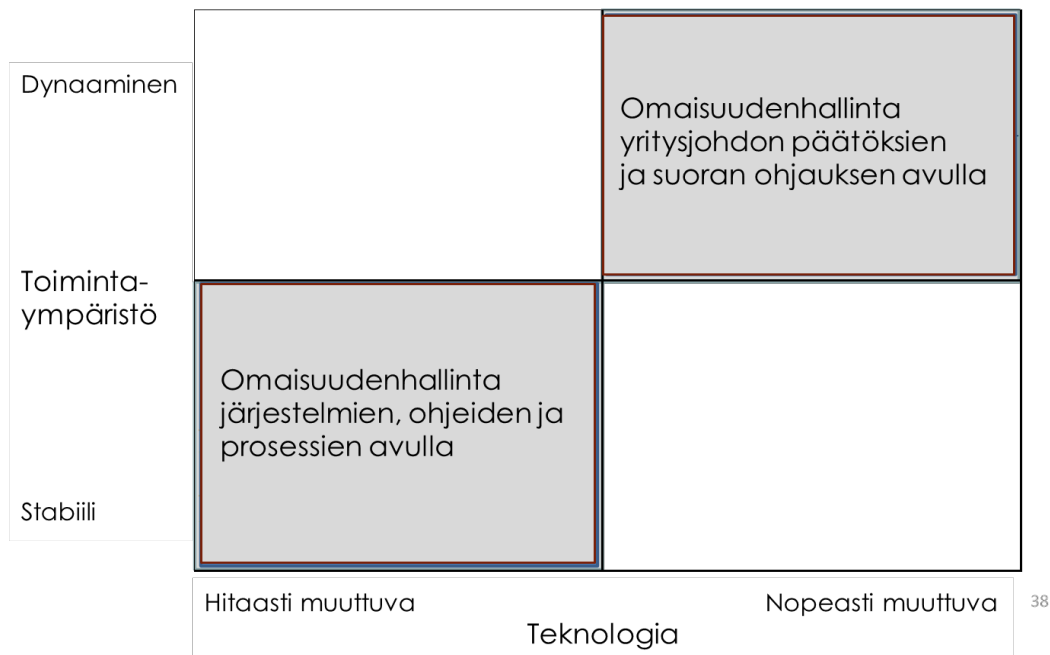 Dynaaminen
Omaisuudenhallinta
yritysjohdon päätöksien
ja suoran ohjauksen avulla
Toiminta-
ympäristö
Omaisuudenhallinta
järjestelmien, ohjeiden ja
prosessien avulla
Stabiili
Hitaasti muuttuva
Nopeasti muuttuva
38
Teknologia